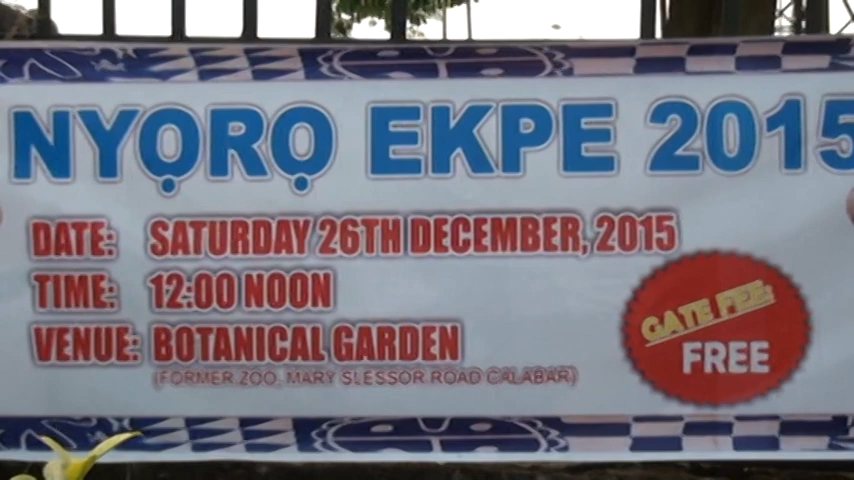 NYỌRỌ EKPE 2015
DATE: SATURDAY 26TH DECEMBER, 2015
TIME: 12:00 NOON
VENUE: BOTANICAL GARDEN
(FORMER ZOO, MARY SLESSOR ROAD CALABAR)
GATE FEE:
FREE